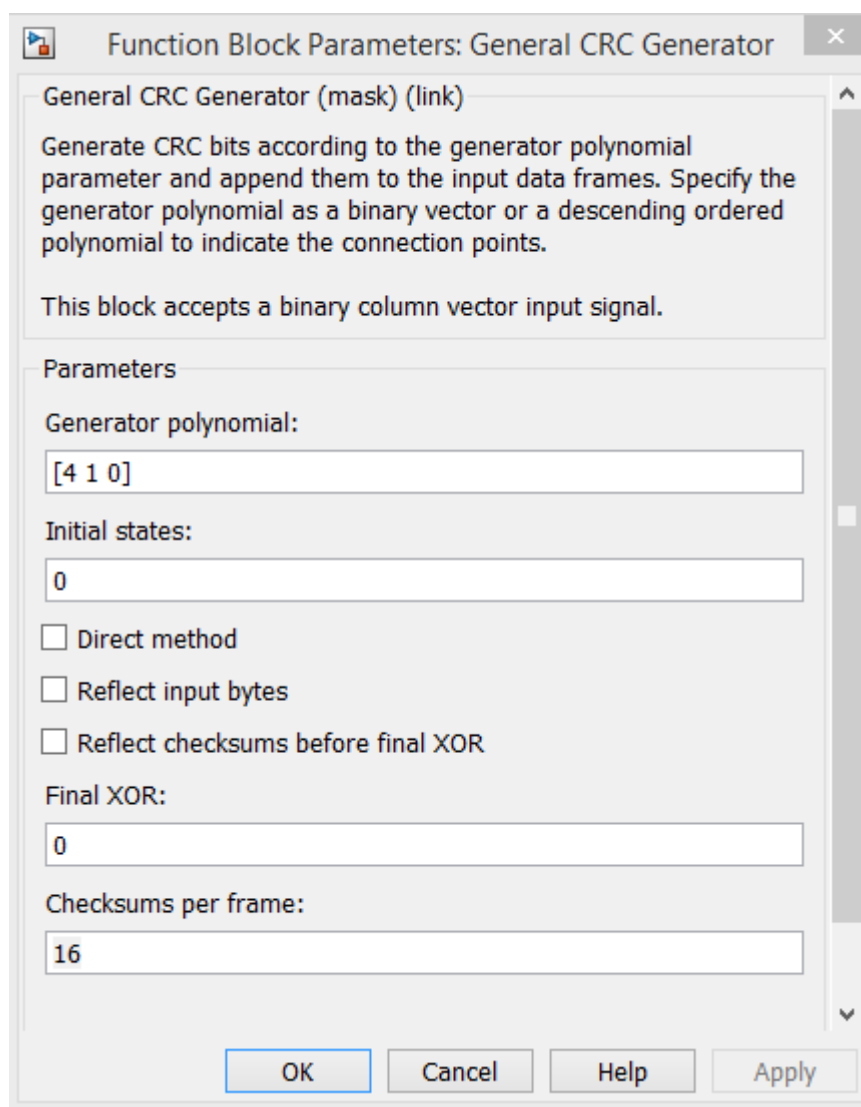 Function Block Parameters: General CRC Generator
General CRC Generator (mask) (link)
Generate CRC bits according to the generator polynomial
parameter and append them to the input data frames. Specify the
generator polynomial as a binary vector or a descending ordered
polynomial to indicate the connection points.
This block accepts a binary column vector input signal.
Parameters
Generator polynomial:
[4 1 0]
Initial states:
0
Direct method
Reflect input bytes
Reflect checksums before final XOR
Final XOR:
0
Checksums per frame:
16
OK Cancel Help Apply